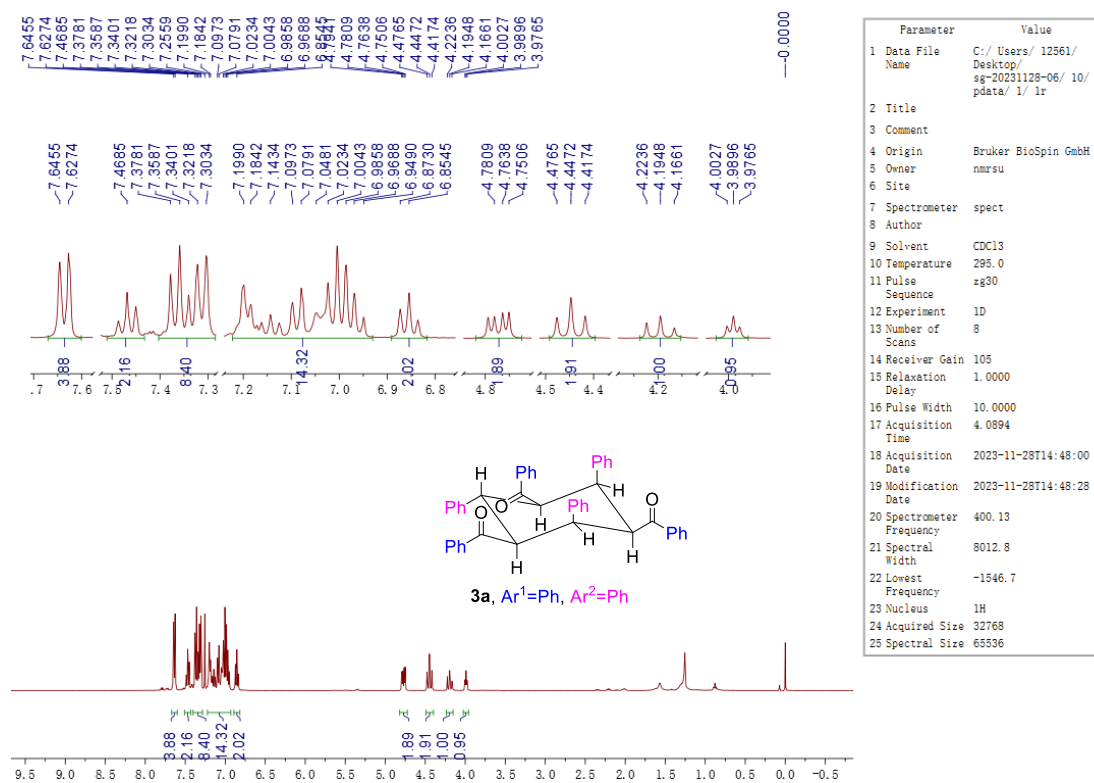 7.6455
7.6274
7.4685
7.3781
7.3587
7.3401
7.3218
7.3034
7.2559
7.1990
7.1842
7.0973
7.0791
7.0234
7.0043
6.9858
6.9688
6.8545
4.7941
4.7809
4.7638
4.7506
4.4765
4.4472
4.4174
4.2236
4.1948
4.1661
4.0027
3.9896
3.9765
-0.0000
7.6455
7.6274
7.4685
7.3781
7.3587
7.3401
7.3218
7.3034
7.1990
7.1842
7.1434
7.0973
7.0791
7.0481
7.0234
7.0043
6.9858
6.9688
6.9490
6.8730
6.8545
4.7809
4.7638
4.7506
4.4765
4.4472
4.4174
4.2236
4.1948
4.1661
4.0027
3.9896
3.9765
3.88
2.16
8.40
14.32
2.02
1.89
1.91
1.00
0.95
.7 7.6 7.5 7.4 7.3 7.2 7.1 7.0 6.9 6.8 4.8 4.5 4.4 4.2 4.0
H
Ph
Ph
Ph
O
H
Ph
O
H
Ph
O
Ph
Ph
H
H
H
3a, Ar1=Ph, Ar2=Ph
3.88
2.16
8.40
14.32
2.02
1.89
1.91
1.00
0.95
9.5 9.0 8.5 8.0 7.5 7.0 6.5 6.0 5.5 5.0 4.5 4.0 3.5 3.0 2.5 2.0 1.5 1.0 0.5 0.0 -0.5
Parameter Value
1 Data File C:/ Users/ 12561/
Name Desktop/
sg-20231128-06/ 10/
pdata/ 1/ 1r
2 Title
3 Comment
4 Origin Bruker BioSpin GmbH
5 Owner nmrsu
6 Site
7 Spectrometer spect
8 Author
9 Solvent CDCl3
10 Temperature 295.0
11 Pulse zg30
Sequence
12 Experiment 1D
13 Number of 8
Scans
14 Receiver Gain 105
15 Relaxation 1.0000
Delay
16 Pulse Width 10.0000
17 Acquisition 4.0894
Time
18 Acquisition 2023-11-28T14:48:00
Date
19 Modification 2023-11-28T14:48:28
Date
20 Spectrometer 400.13
Frequency
21 Spectral 8012.8
Width
22 Lowest -1546.7
Frequency
23 Nucleus 1H
24 Acquired Size 32768
25 Spectral Size 65536